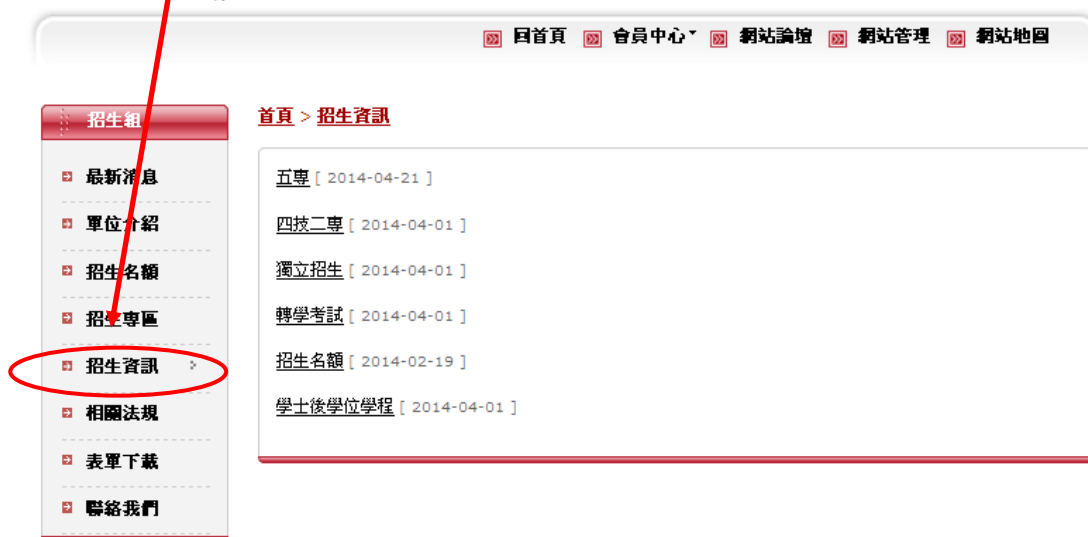 回首頁 會員中心 網站論壇 網站管理 網站地圖
招生組
首頁 > 招生資訊
最新消息
單位介紹
招生名額
招生專區
招生資訊
相關法規
表單下載
聯絡我們
五專 [ 2014-04-21 ]
四技二專 [ 2014-04-01 ]
獨立招生 [ 2014-04-01 ]
轉學考試 [ 2014-04-01 ]
招生名額 [ 2014-02-19 ]
學士後學位學程 [ 2014-04-01 ]